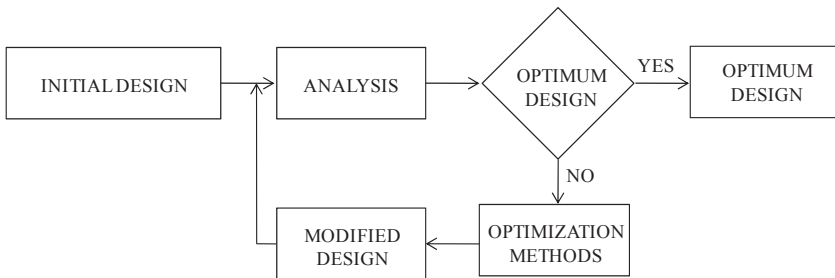 INITIAL DESIGN
ANALYSIS
OPTIMUM
DESIGN
YES
OPTIMUM
DESIGN
NO
OPTIMIZATION
METHODS
MODIFIED
DESIGN